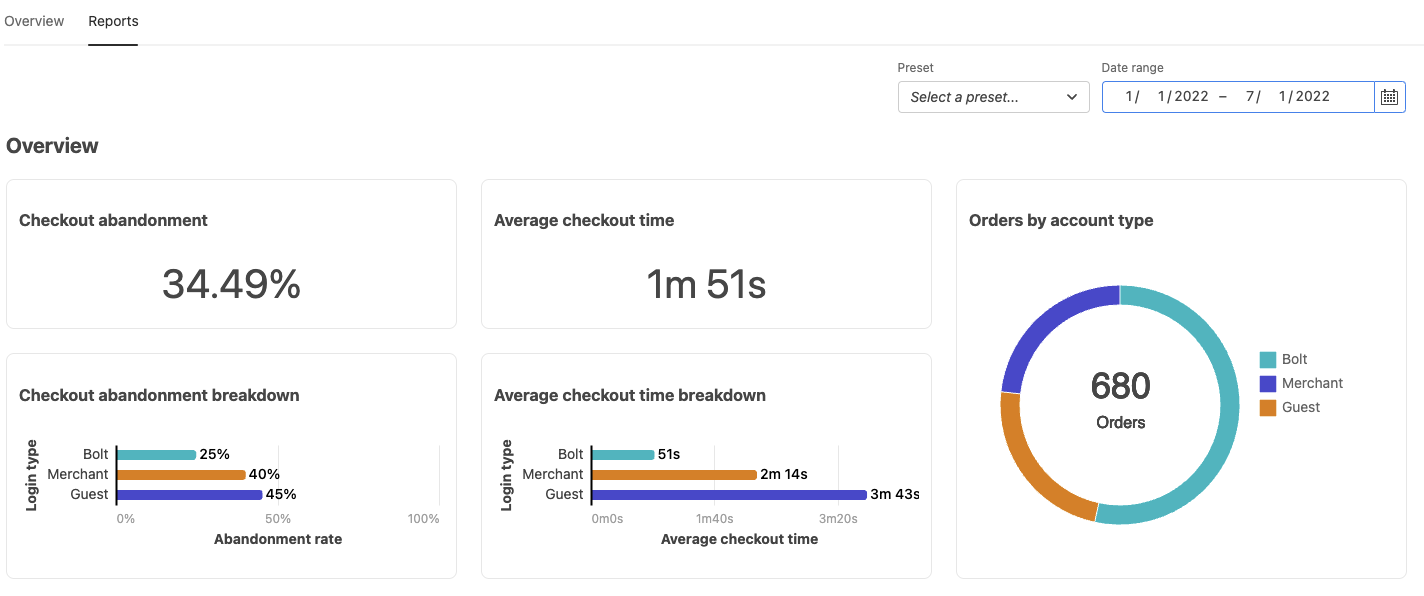 Overview Reports
Preset Date range
Select a preset... 1/ 1/2022 – 7/ 1/2022
Overview
Checkout abandonment
34.49%
Average checkout time
1m 51s
Orders by account type
680
Orders
Bolt
Merchant
Guest
Checkout abandonment breakdown
Login type
Bolt 25%
Merchant 40%
Guest 45%
0% 50% 100%
Abandonment rate
Average checkout time breakdown
Login type
Bolt 51s
Merchant 2m 14s
Guest 3m 43s
0m0s 1m40s 3m20s
Average checkout time